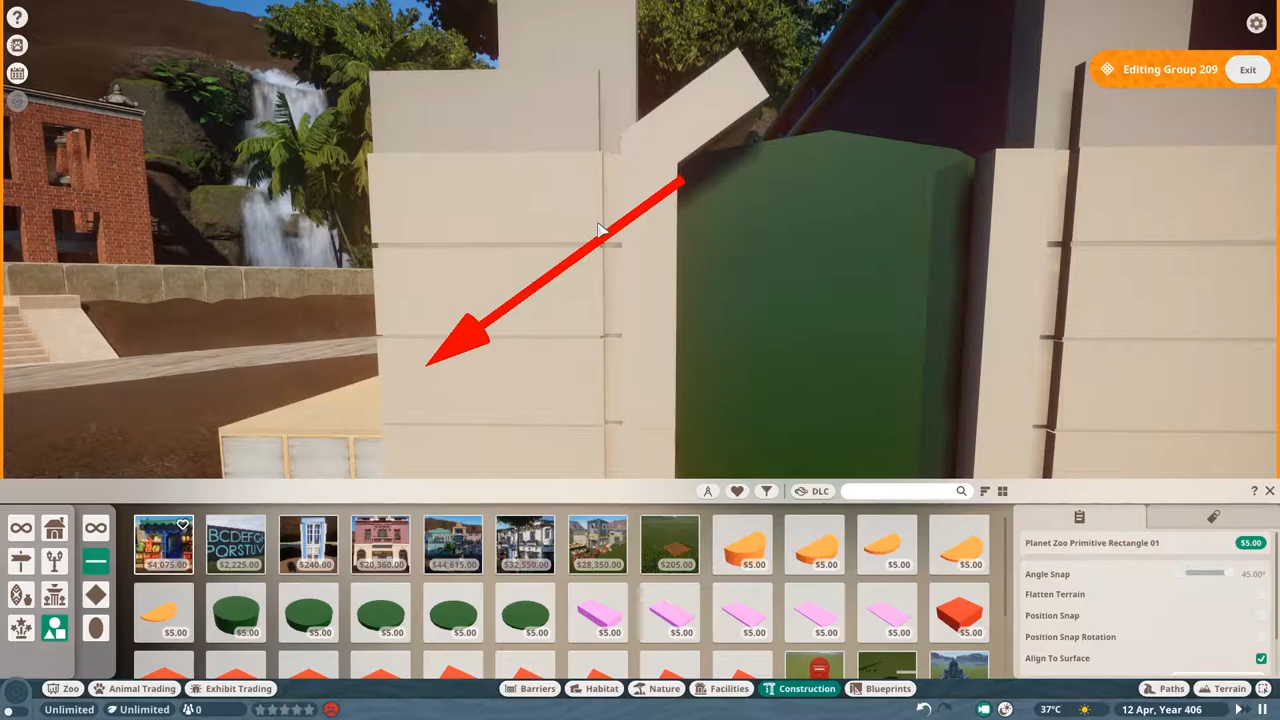 Editing Group 209
Exit
DLC
$4,075.00
ABCDEFG
PQRSTUV
$2,225.00
$240.00
$20,360.00
$44,615.00
$32,550.00
$28,350.00
$205.00
$5.00
$5.00
$5.00
$5.00
Planet Zoo Primitive Rectangle 01
$5.00
Angle Snap
45.00°
Flatten Terrain
Position Snap
Position Snap Rotation
Align To Surface
$5.00
$5.00
$5.00
$5.00
$5.00
$5.00
$5.00
$5.00
$5.00
$5.00
$5.00
$5.00
Zoo
Animal Trading
Exhibit Trading
Barriers
Habitat
Nature
Facilities
Construction
Blueprints
Paths
Terrain
Unlimited
Unlimited
0
37°C
12 Apr, Year 406